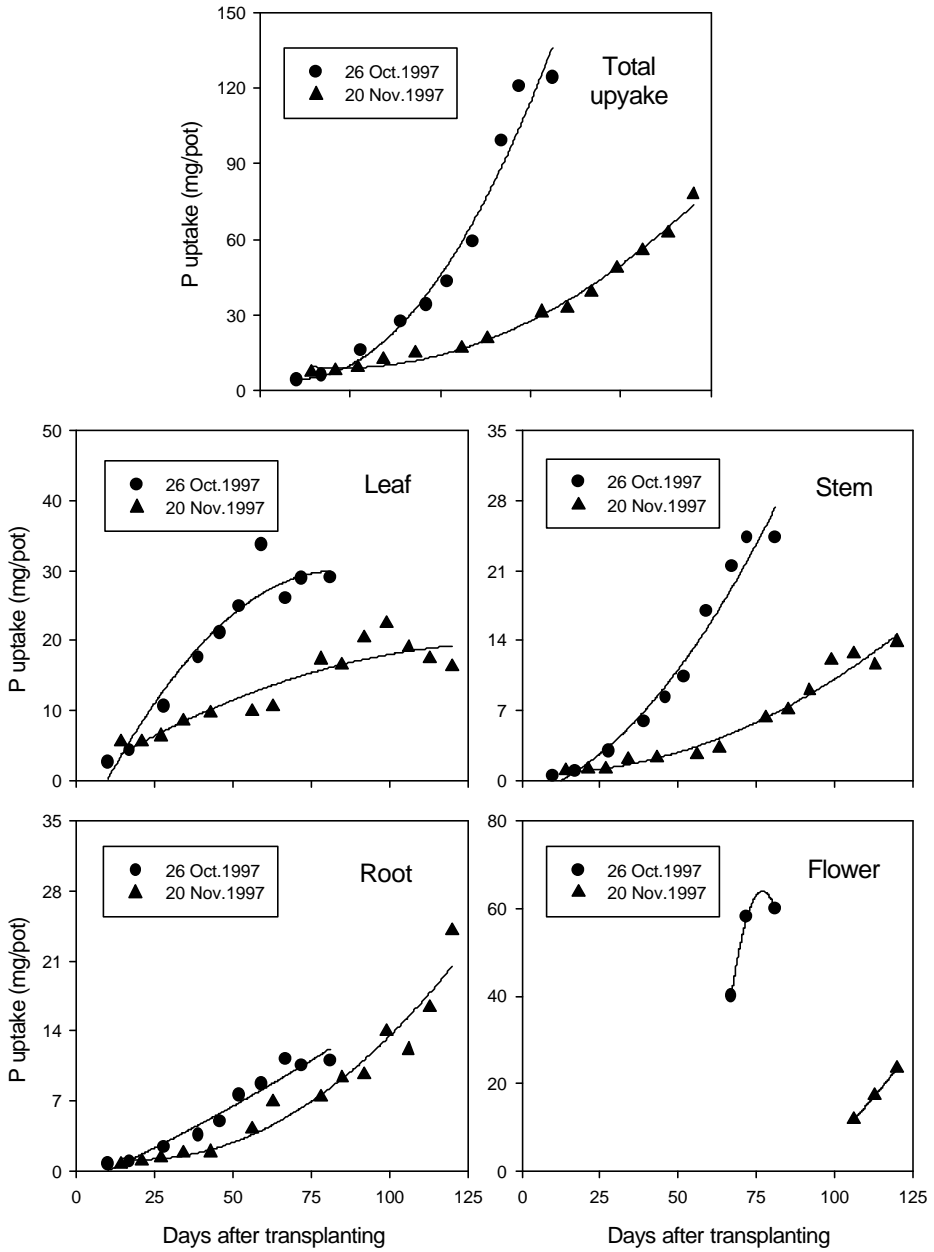 150
120
90
60
30
0
P uptake (mg/pot)
26 Oct.1997
20 Nov.1997
Total
upyake
50
40
30
20
10
0
P uptake (mg/pot)
26 Oct.1997
20 Nov.1997
Leaf
35
28
21
14
7
0
26 Oct.1997
20 Nov.1997
Stem
35
28
21
14
7
0
P uptake (mg/pot)
26 Oct.1997
20 Nov.1997
Root
0 25 50 75 100 125
Days after transplanting
80
60
40
20
0
26 Oct.1997
20 Nov.1997
Flower
0 25 50 75 100 125
Days after transplanting